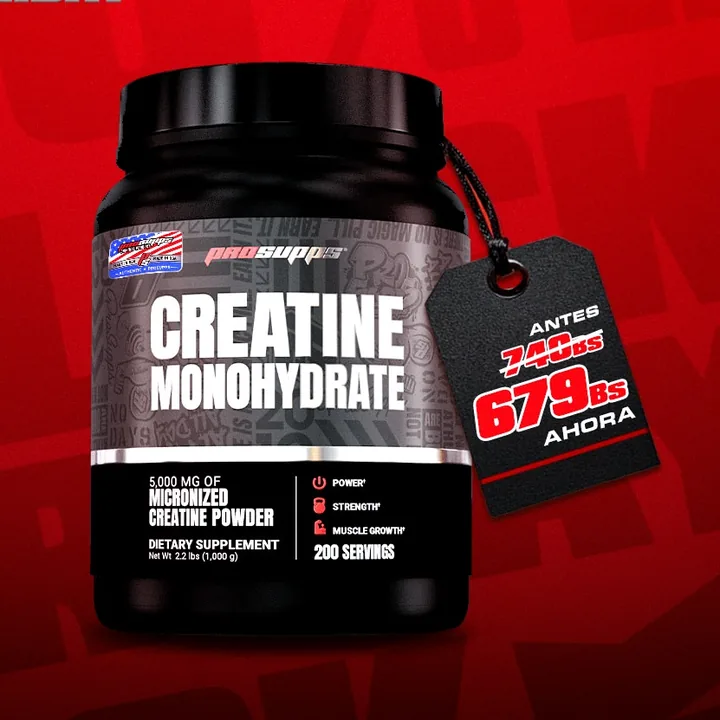 PROSUPPS
CREATINE
MONOHYDRATE
5,000 MG OF
MICRONIZED
CREATINE POWDER
DIETARY SUPPLEMENT
Net Wt 2.2 lbs (1,000 g)
POWER†
STRENGTH†
MUSCLE GROWTH†
200 SERVINGS
ANTES
740BS
679Bs
AHORA